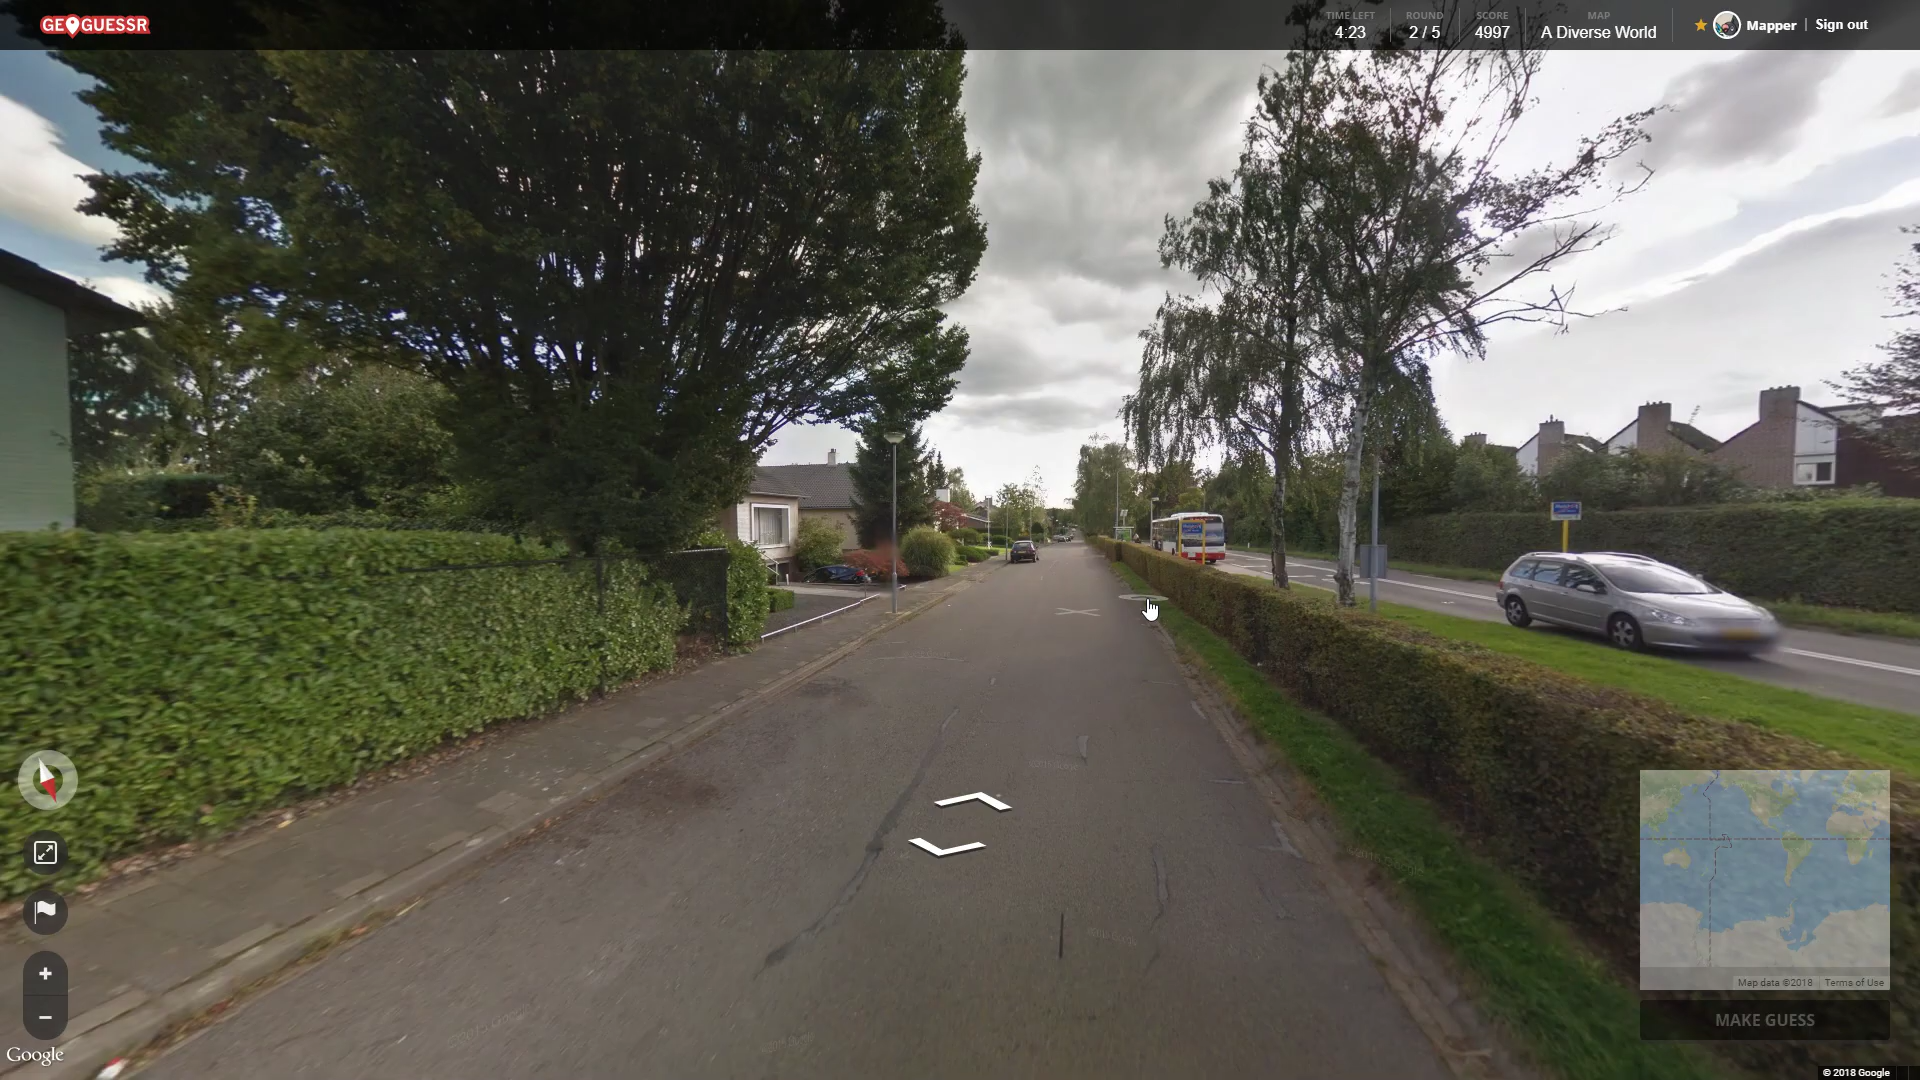 GEOGUESSR
TIME LEFT
4:23
ROUND
2 / 5
SCORE
4997
MAP
A Diverse World
Mapper
Sign out
Map data ©2018
Terms of Use
MAKE GUESS
Google
© 2018 Google